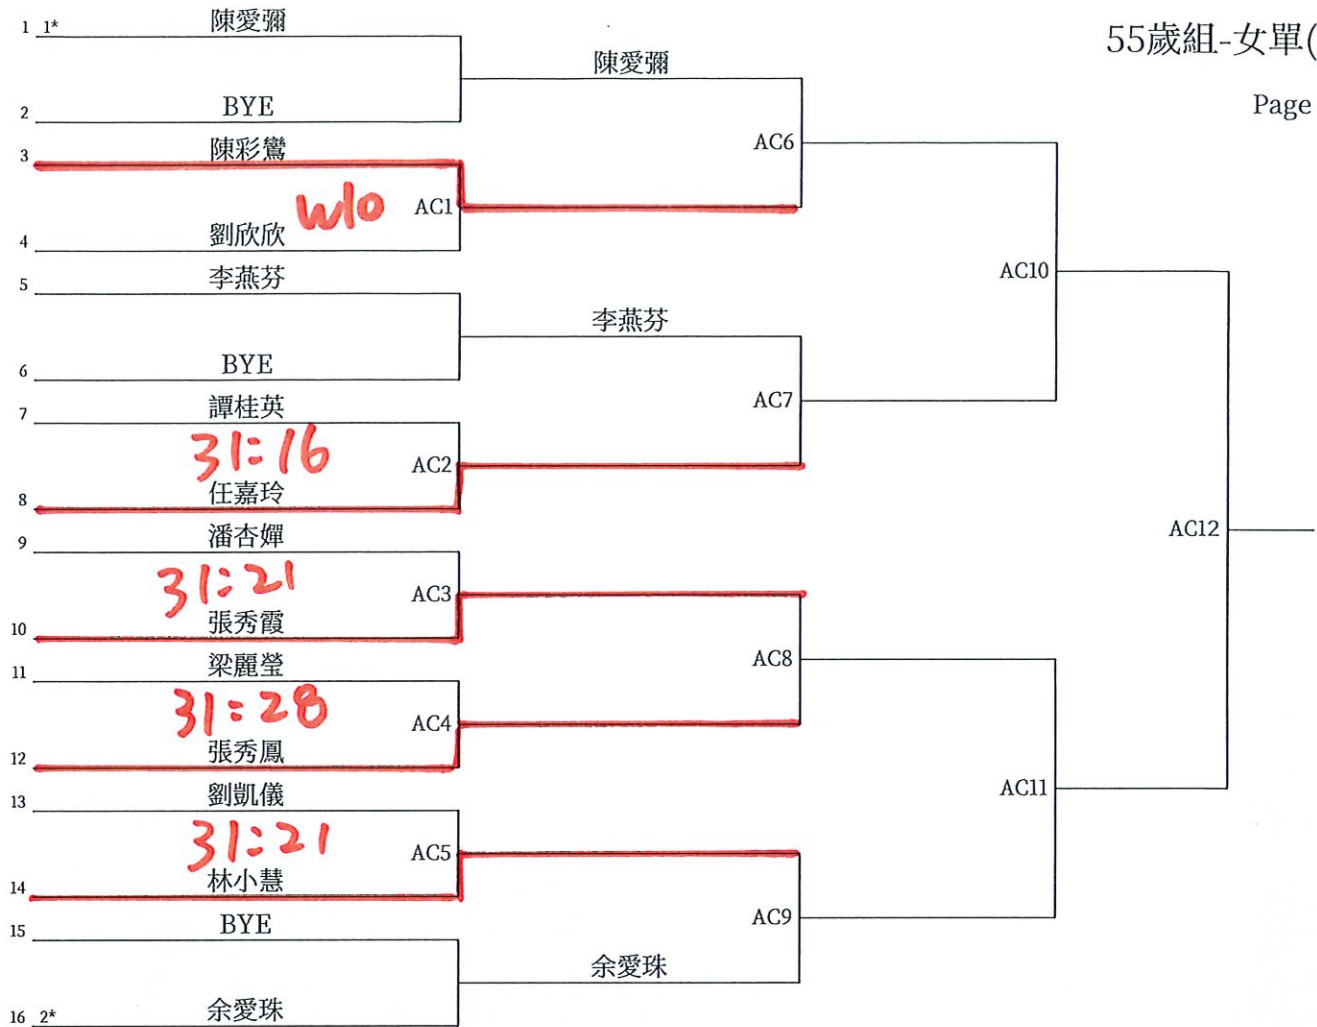 55歲組-女單(
Page
1 1* 陳愛彌
陳愛彌
2 BYE
AC6
3 陳彩鸞
w/o AC1
4 劉欣欣
AC10
5 李燕芬
李燕芬
6 BYE
AC7
7 譚桂英
31:16 AC2
8 任嘉玲
AC12
9 潘杏嬋
31:21 AC3
10 張秀霞
AC8
11 梁麗瑩
31:28 AC4
12 張秀鳳
AC11
13 劉凱儀
31:21 AC5
14 林小慧
AC9
15 BYE
余愛珠
16 2* 余愛珠